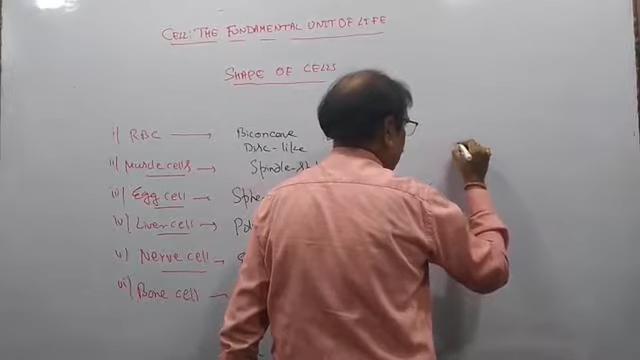 CELL: THE FUNDAMENTAL UNIT OF LIFE
SHAPE OF CELLS
i) RBC → Biconcave
Disc-like
ii) Muscle cells →
iii) Egg cell →
iv) Liver cell →
v) Nerve cell →
vi) Bone cell →